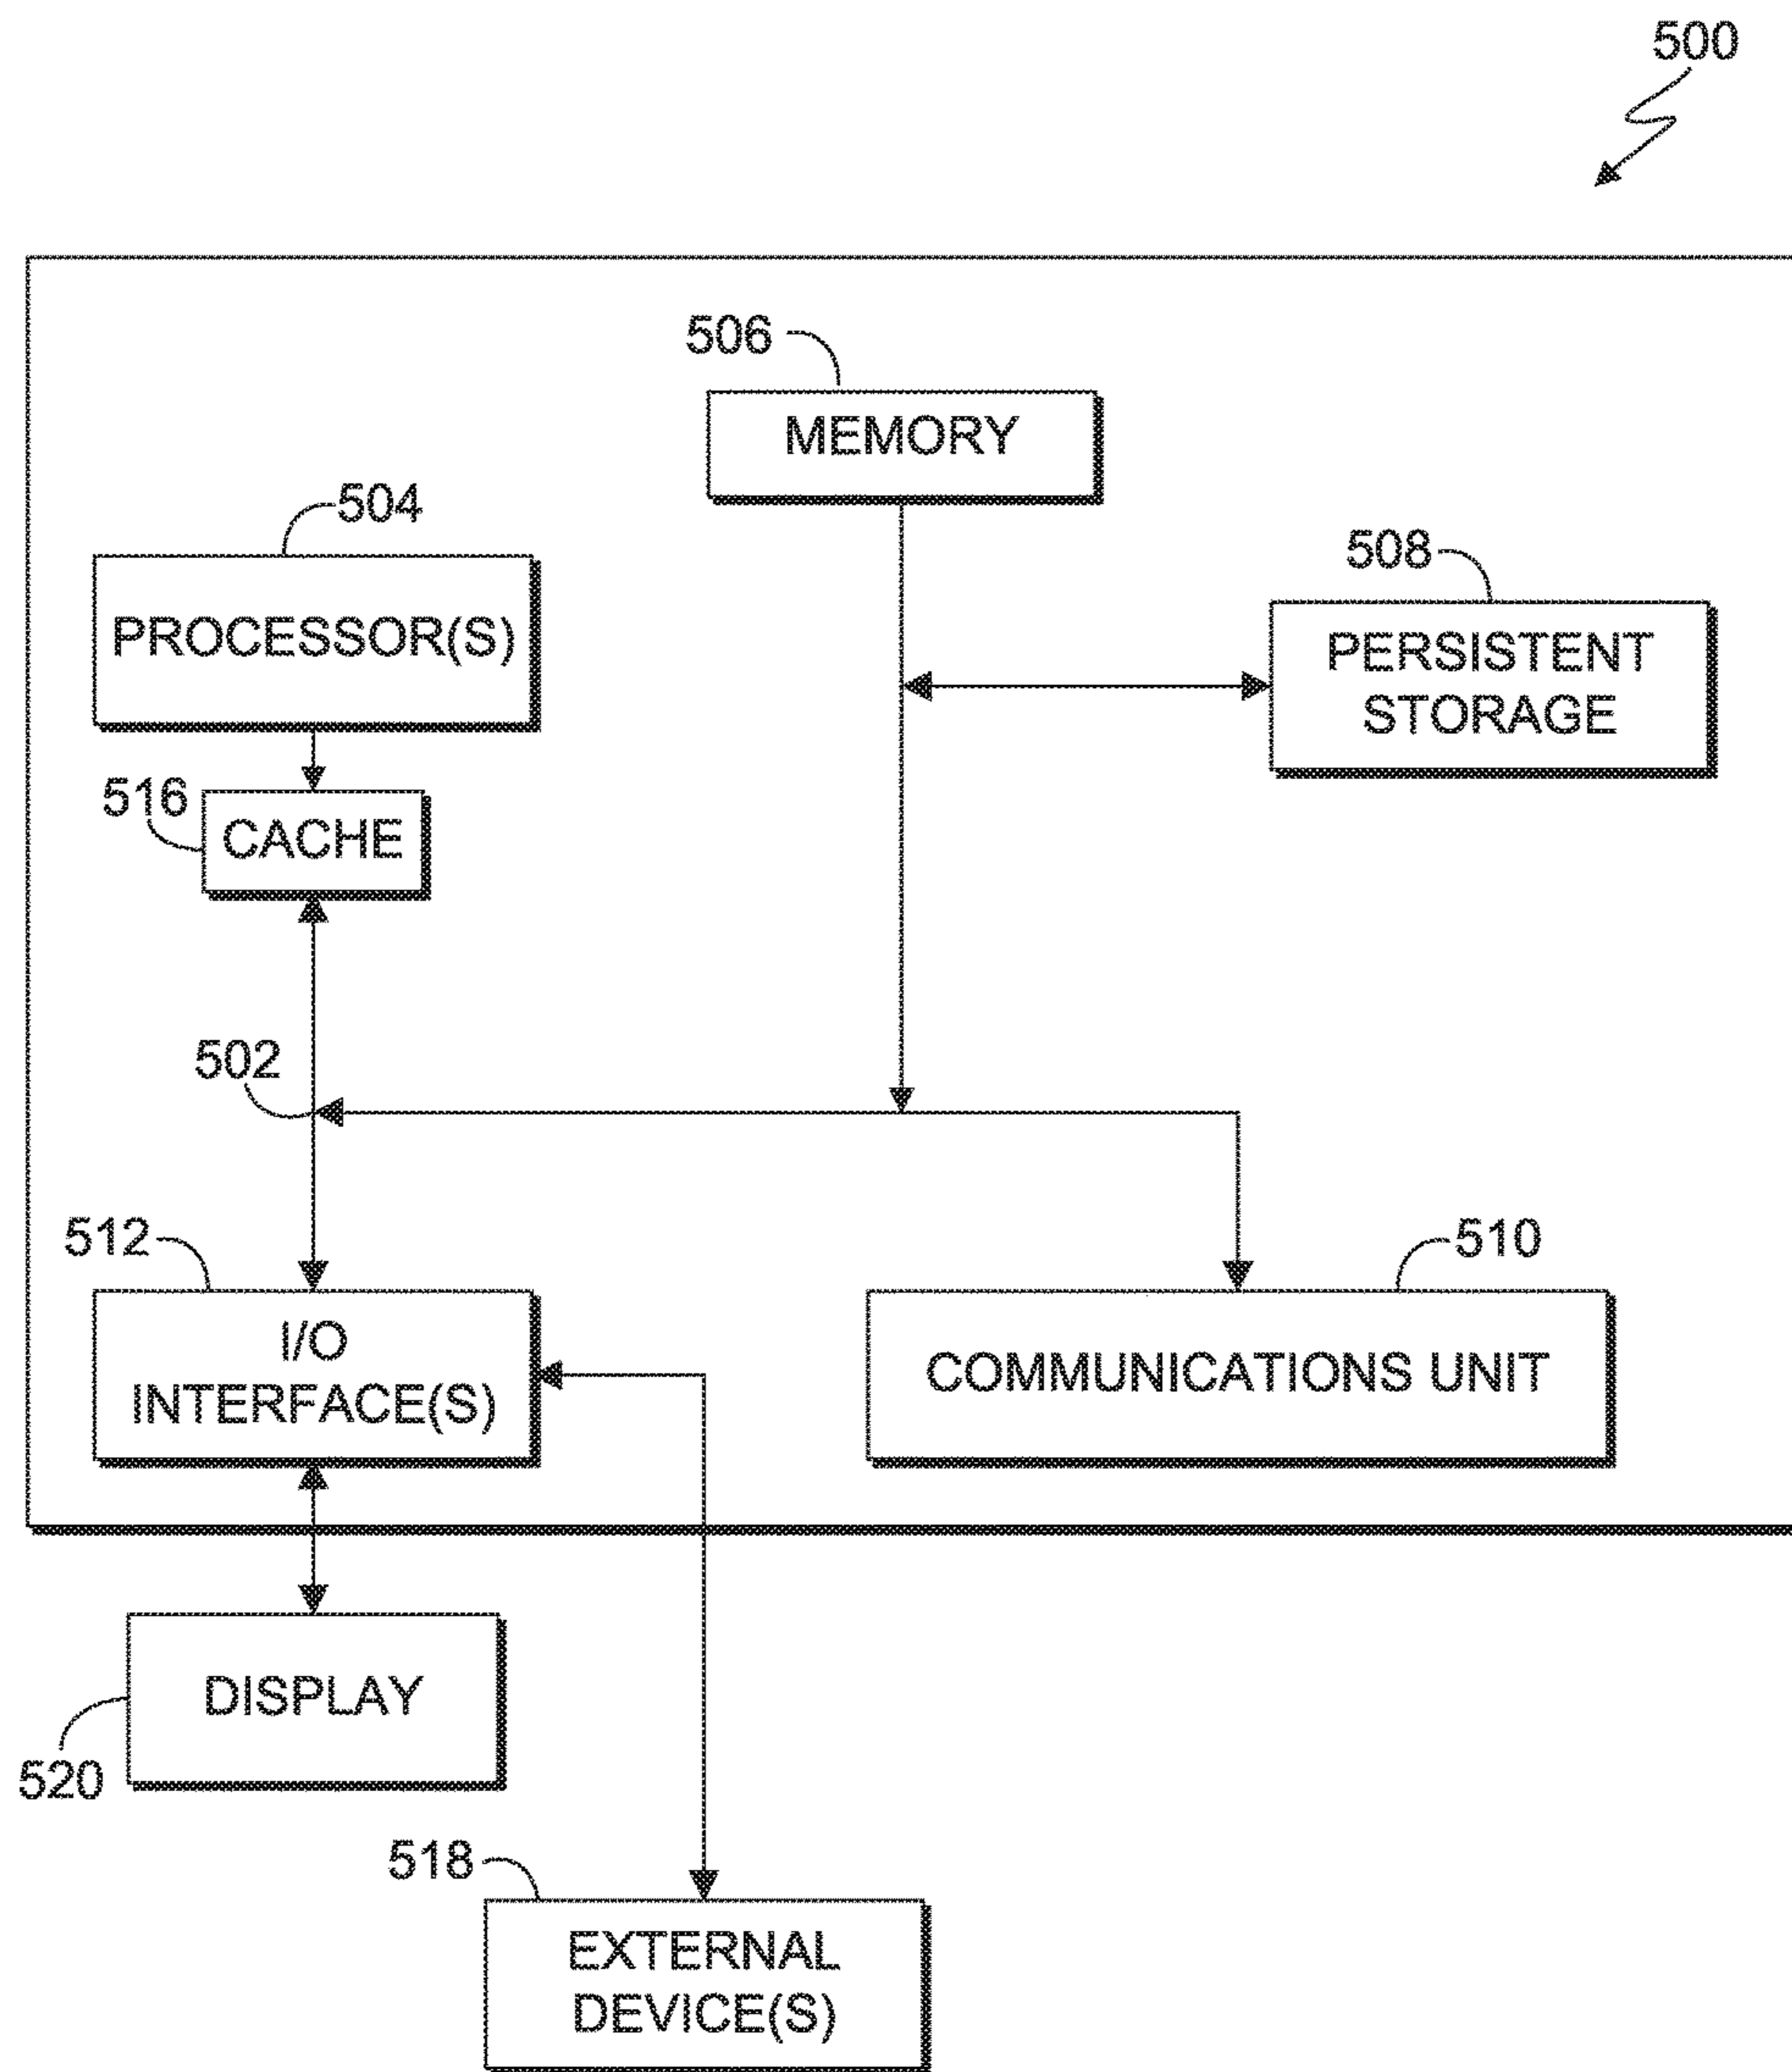 500
506
MEMORY
504
PROCESSOR(S)
508
PERSISTENT
STORAGE
516
CACHE
502
512
I/O
INTERFACE(S)
510
COMMUNICATIONS UNIT
DISPLAY
520
518
EXTERNAL
DEVICE(S)